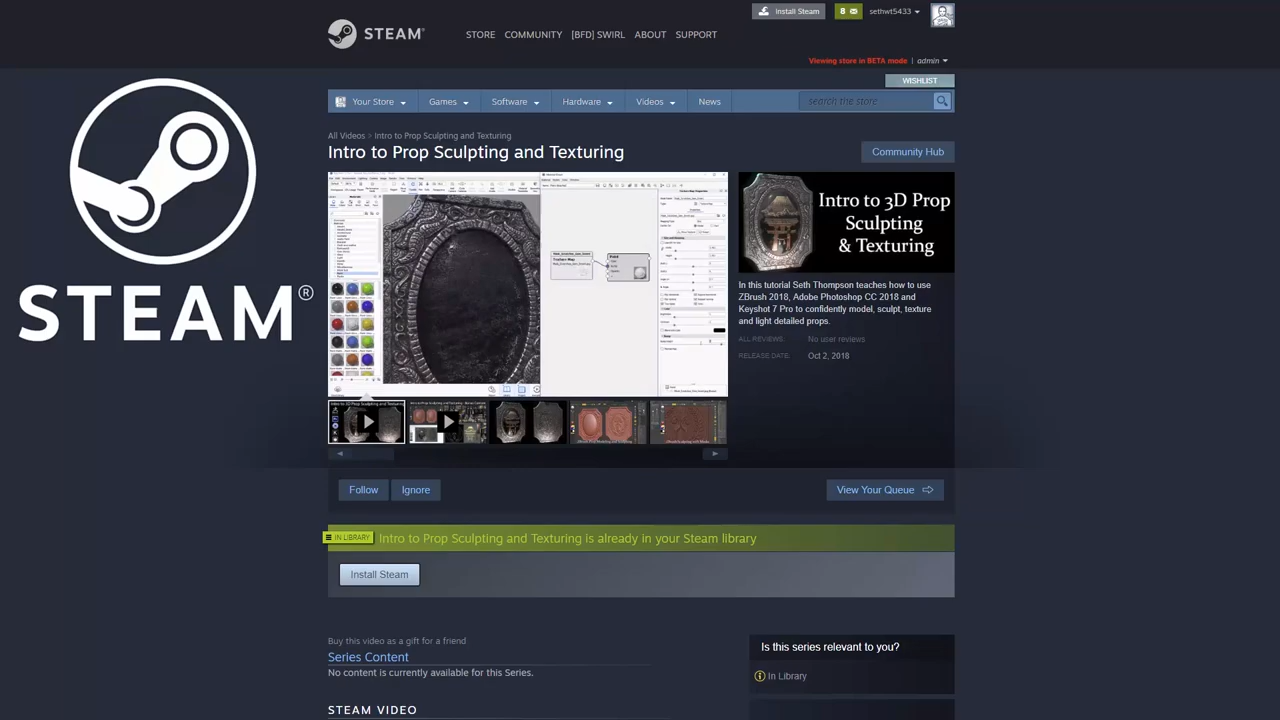 Install Steam
8
sethwt5433
STEAM®
STORE
COMMUNITY
[BFD] SWIRL
ABOUT
SUPPORT
Viewing store in BETA mode | admin
WISHLIST
Your Store
Games
Software
Hardware
Videos
News
search the store
STEAM®
All Videos > Intro to Prop Sculpting and Texturing
Intro to Prop Sculpting and Texturing
Community Hub
Intro to 3D Prop
Sculpting
& Texturing
In this tutorial Seth Thompson teaches how to use
ZBrush 2018, Adobe Photoshop CC 2018 and
Keyshot 7 Pro to confidently model, sculpt, texture
and light detailed props.
ALL REVIEWS: No user reviews
RELEASE DATE: Oct 2, 2018
Intro to 3D Prop Sculpting and Texturing
Follow
Ignore
View Your Queue
IN LIBRARY
Intro to Prop Sculpting and Texturing is already in your Steam library
Install Steam
Buy this video as a gift for a friend
Series Content
No content is currently available for this Series.
Is this series relevant to you?
In Library
STEAM VIDEO